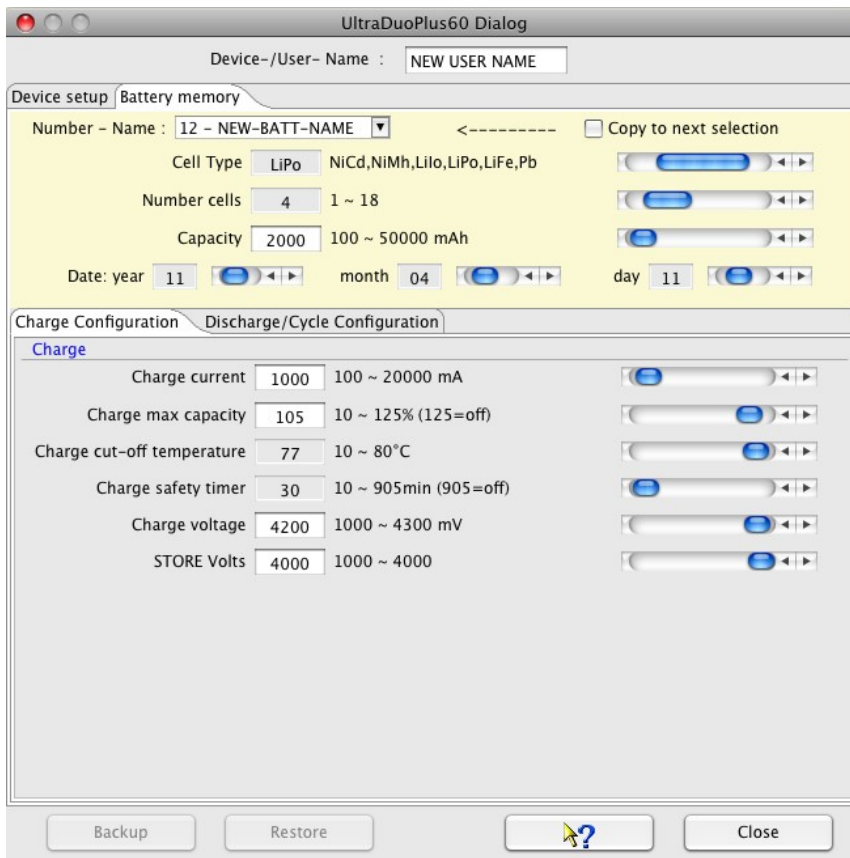 UltraDuoPlus60 Dialog
Device-/User- Name : NEW USER NAME
Device setup Battery memory
Number - Name : 12 - NEW-BATT-NAME <--------- Copy to next selection
Cell Type LiPo NiCd,NiMh,LiIo,LiPo,LiFe,Pb
Number cells 4 1 ~ 18
Capacity 2000 100 ~ 50000 mAh
Date: year 11 month 04 day 11
Charge Configuration Discharge/Cycle Configuration
Charge
Charge current 1000 100 ~ 20000 mA
Charge max capacity 105 10 ~ 125% (125=off)
Charge cut-off temperature 77 10 ~ 80°C
Charge safety timer 30 10 ~ 905min (905=off)
Charge voltage 4200 1000 ~ 4300 mV
STORE Volts 4000 1000 ~ 4000
Backup Restore ? Close